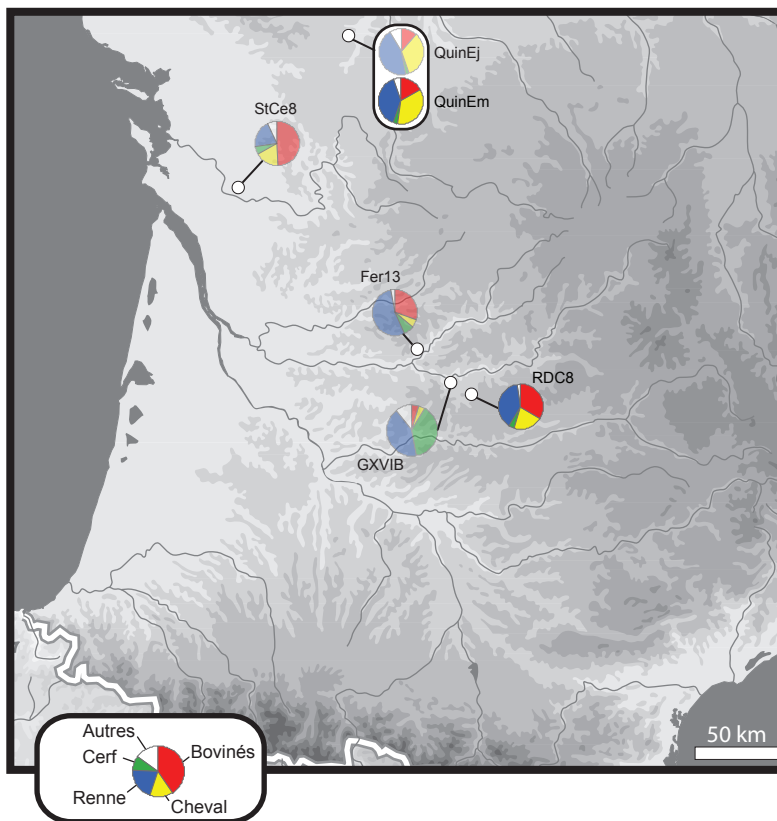 QuinEj
QuinEm
StCe8
Fer13
RDC8
GXVIB
50 km
Autres
Cerf
Bovinés
Renne
Cheval